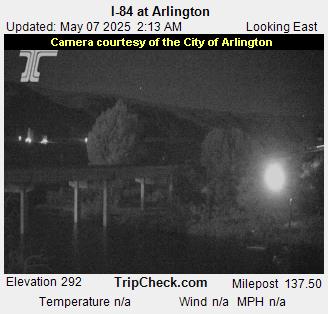 I-84 at Arlington
Updated: May 07 2025 2:13 AM Looking East
Camera courtesy of the City of Arlington
Elevation 292 TripCheck.com Milepost 137.50
Temperature n/a Wind n/a MPH n/a